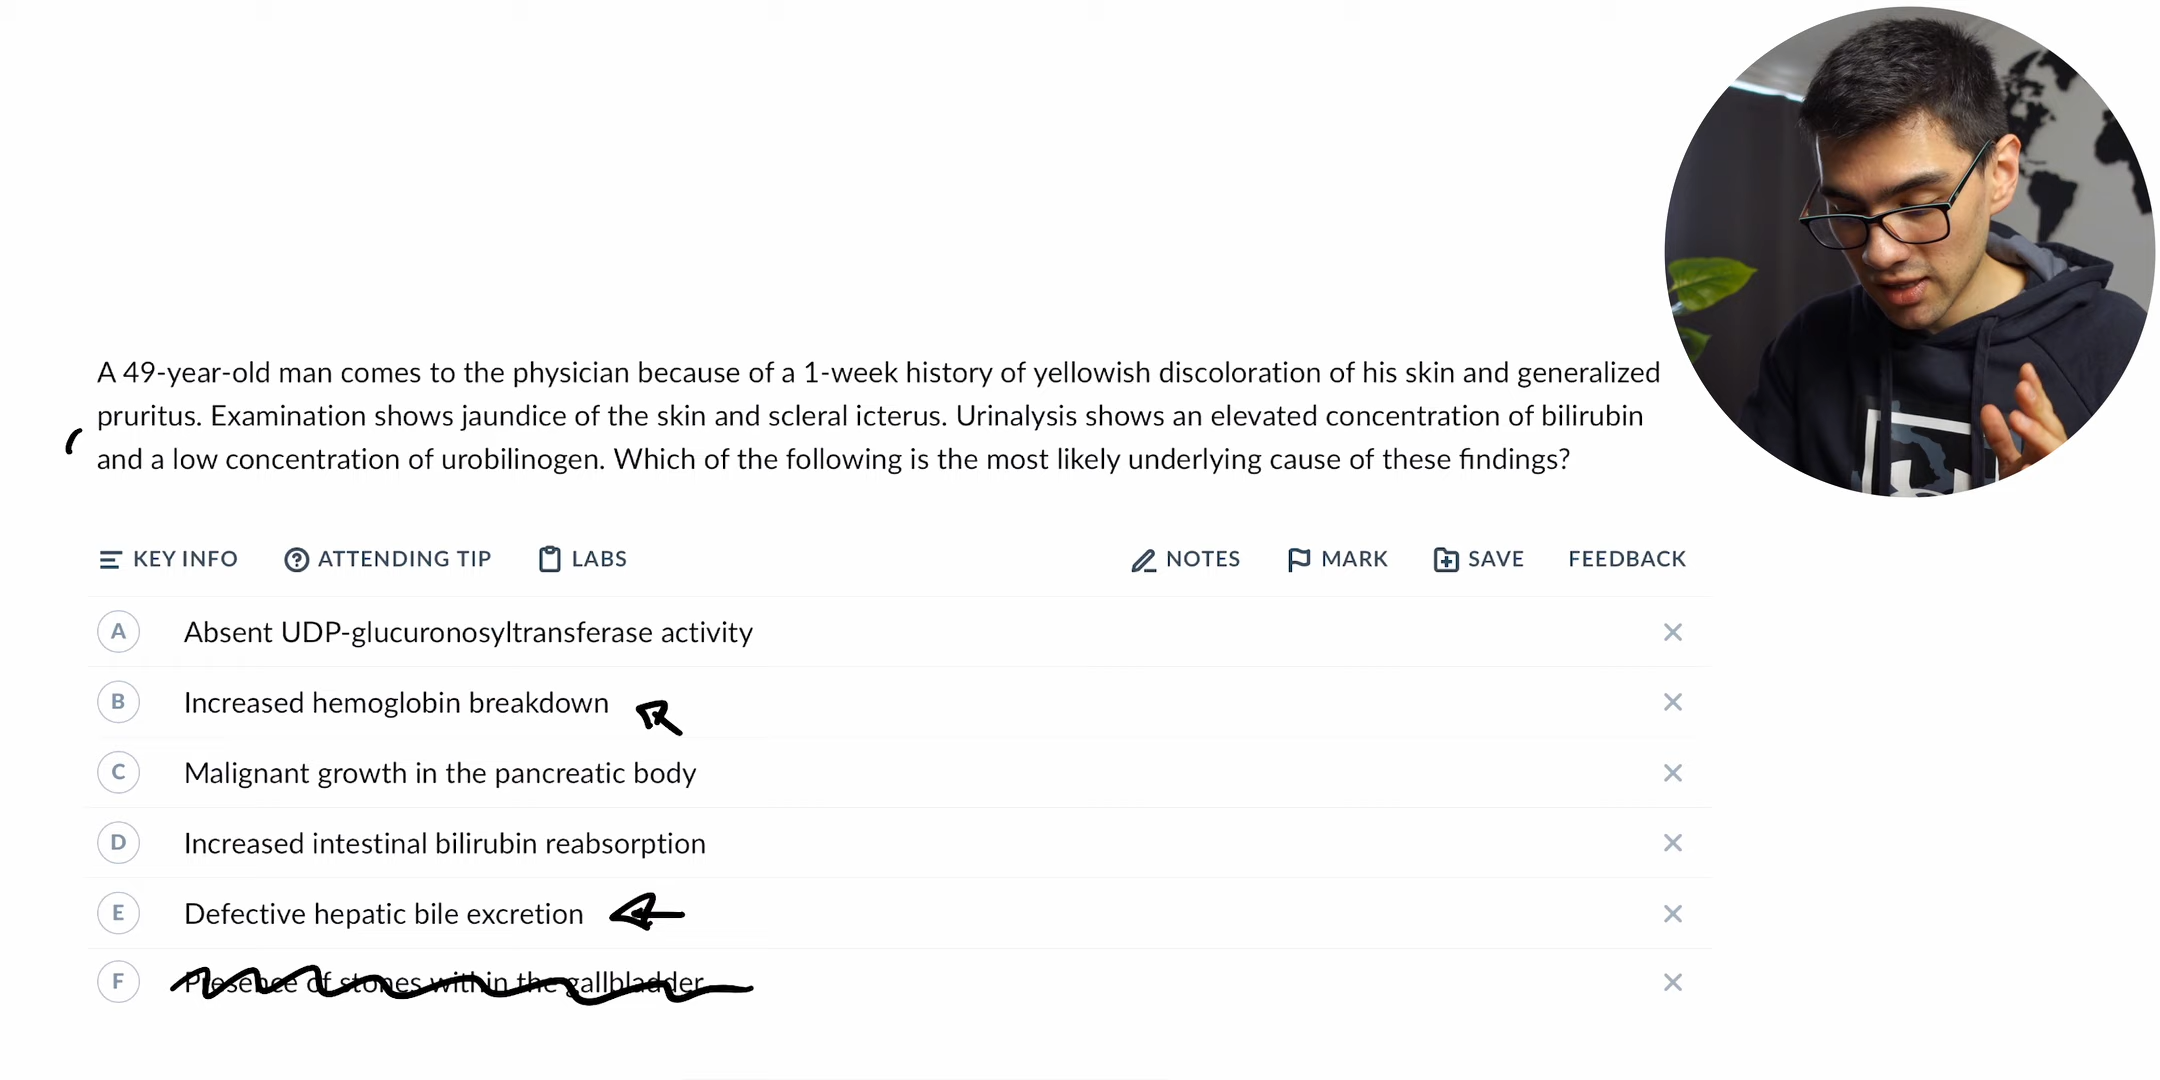 A 49-year-old man comes to the physician because of a 1-week history of yellowish discoloration of his skin and generalized
pruritus. Examination shows jaundice of the skin and scleral icterus. Urinalysis shows an elevated concentration of bilirubin
and a low concentration of urobilinogen. Which of the following is the most likely underlying cause of these findings?
KEY INFO ATTENDING TIP LABS NOTES MARK SAVE FEEDBACK
A Absent UDP-glucuronosyltransferase activity
B Increased hemoglobin breakdown
C Malignant growth in the pancreatic body
D Increased intestinal bilirubin reabsorption
E Defective hepatic bile excretion
F Presence of stones within the gallbladder